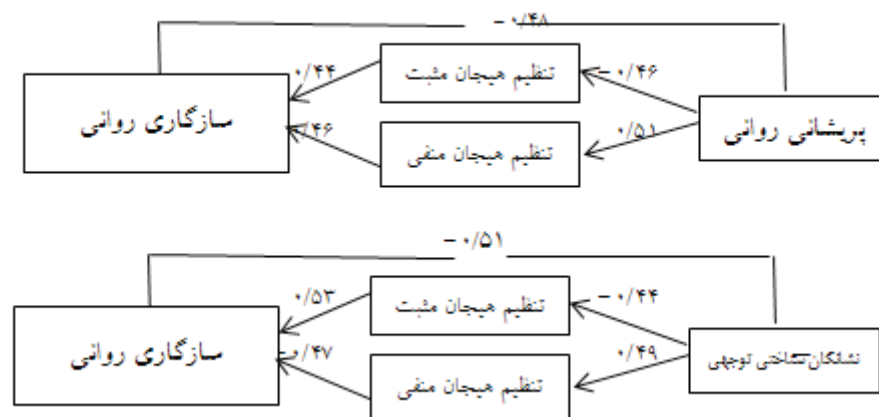 - ۰/۴۸
۰/۴۴
تنظیم هیجان مثبت
- ۰/۴۶
سازگاری روانی
پریشانی روانی
/۴۶
تنظیم هیجان منفی
۰/۵۱
- ۰/۵۱
۰/۵۳
تنظیم هیجان مثبت
- ۰/۴۴
سازگاری روانی
نشانگان شناختی توجهی
-۰/۴۷
تنظیم هیجان منفی
۰/۴۹